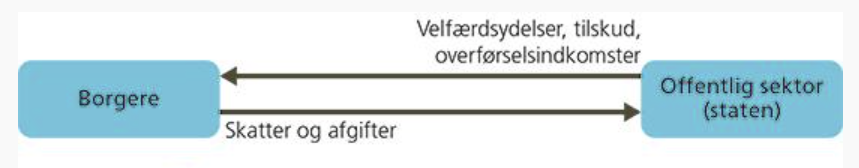 Velfærdsydelser, tilskud,
overførselsindkomster
Borgere
Offentlig sektor
(staten)
Skatter og afgifter